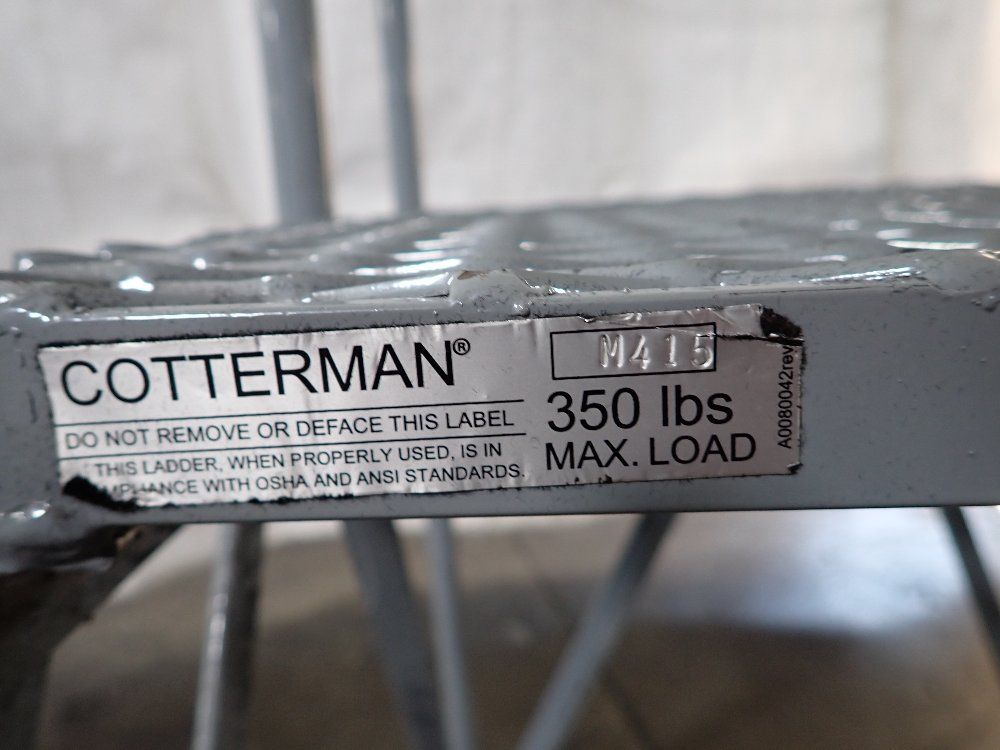 COTTERMAN®
DO NOT REMOVE OR DEFACE THIS LABEL
THIS LADDER, WHEN PROPERLY USED, IS IN
WITH OSHA AND ANSI STANDARDS.
M415
350 lbs
MAX. LOAD
A0080042rev